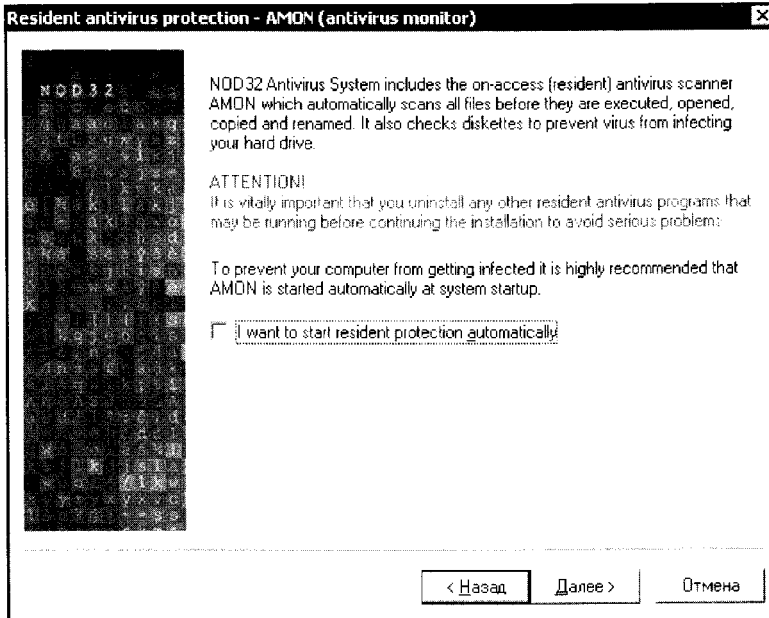 Resident antivirus protection - AMON (antivirus monitor)
NOD32
NOD32 Antivirus System includes the on-access (resident) antivirus scanner
AMON which automatically scans all files before they are executed, opened,
copied and renamed. It also checks diskettes to prevent virus from infecting
your hard drive.
ATTENTION!
It is vitally important that you uninstall any other resident antivirus programs that
may be running before continuing the installation to avoid serious problems
To prevent your computer from getting infected it is highly recommended that
AMON is started automatically at system startup.
I want to start resident protection automatically
< Назад
Далее >
Отмена